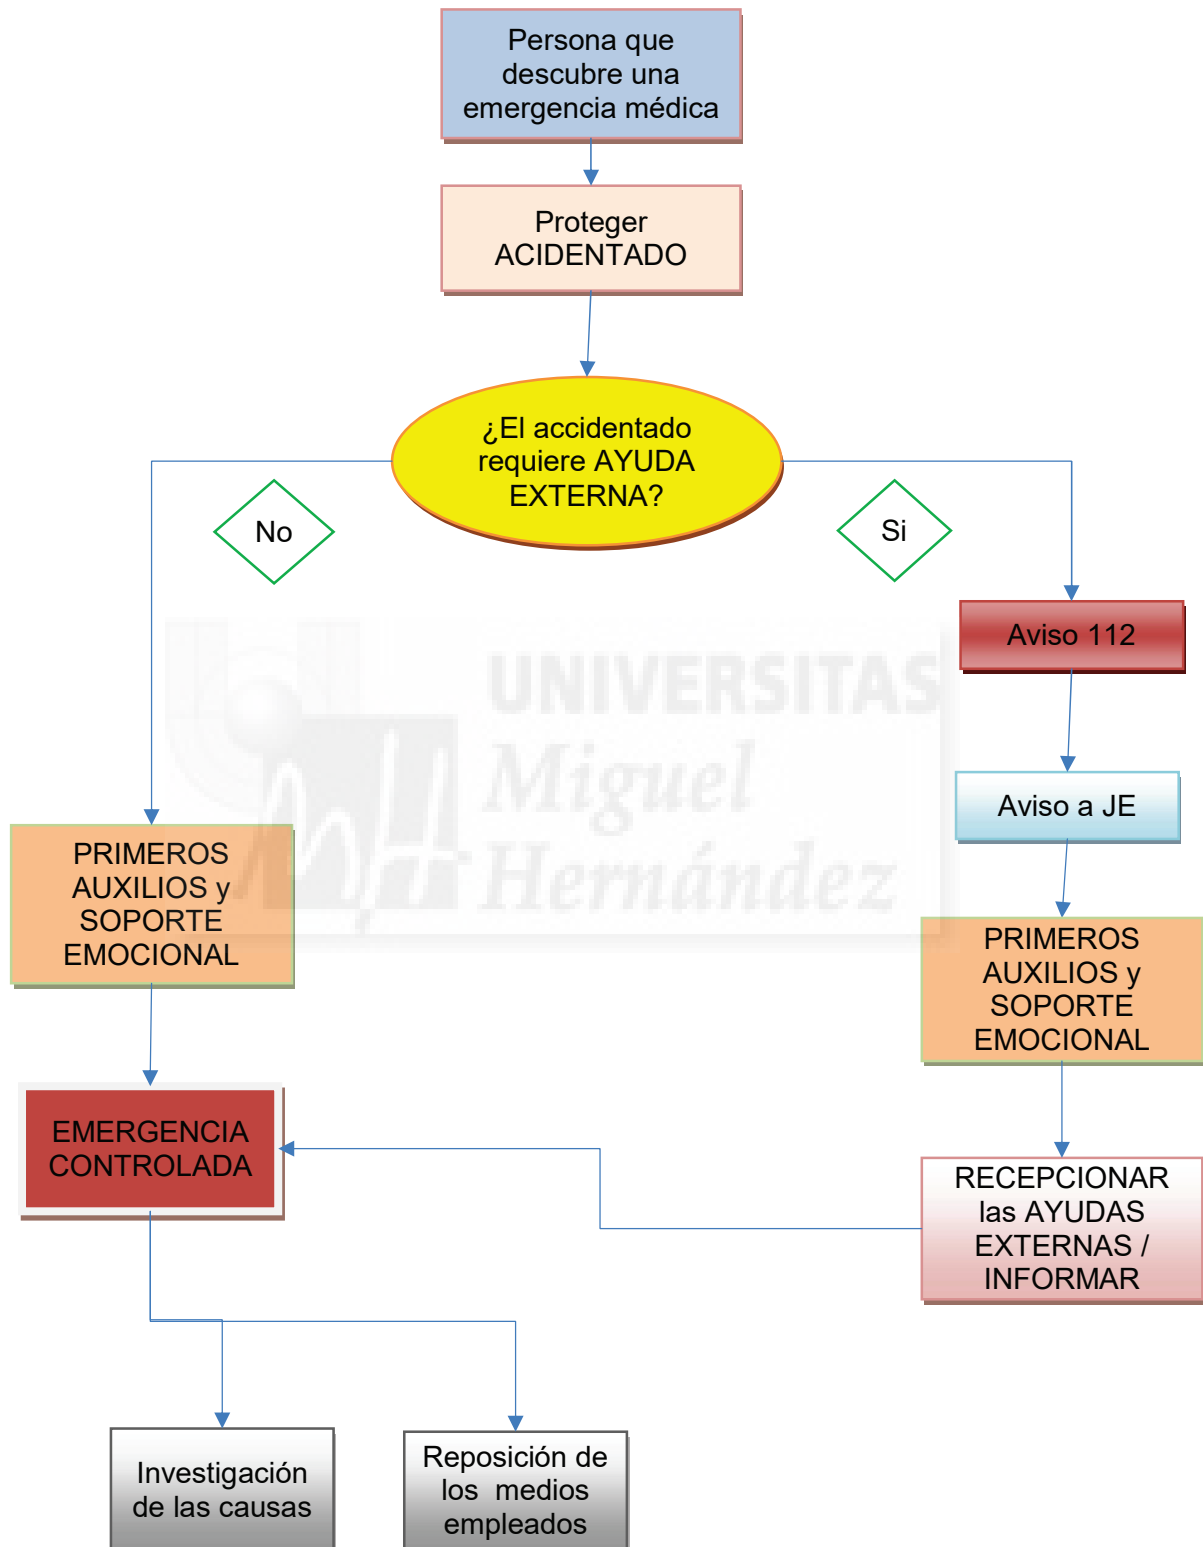 Persona que
descubre una
emergencia médica
Proteger
ACIDENTADO
¿El accidentado
requiere AYUDA
EXTERNA?
No
Si
Aviso 112
UNIVERSITAS
Miguel
Hernández
Aviso a JE
PRIMEROS
AUXILIOS y
SOPORTE
EMOCIONAL
PRIMEROS
AUXILIOS y
SOPORTE
EMOCIONAL
EMERGENCIA
CONTROLADA
RECEPCIONAR
las AYUDAS
EXTERNAS /
INFORMAR
Investigación
de las causas
Reposición de
los medios
empleados